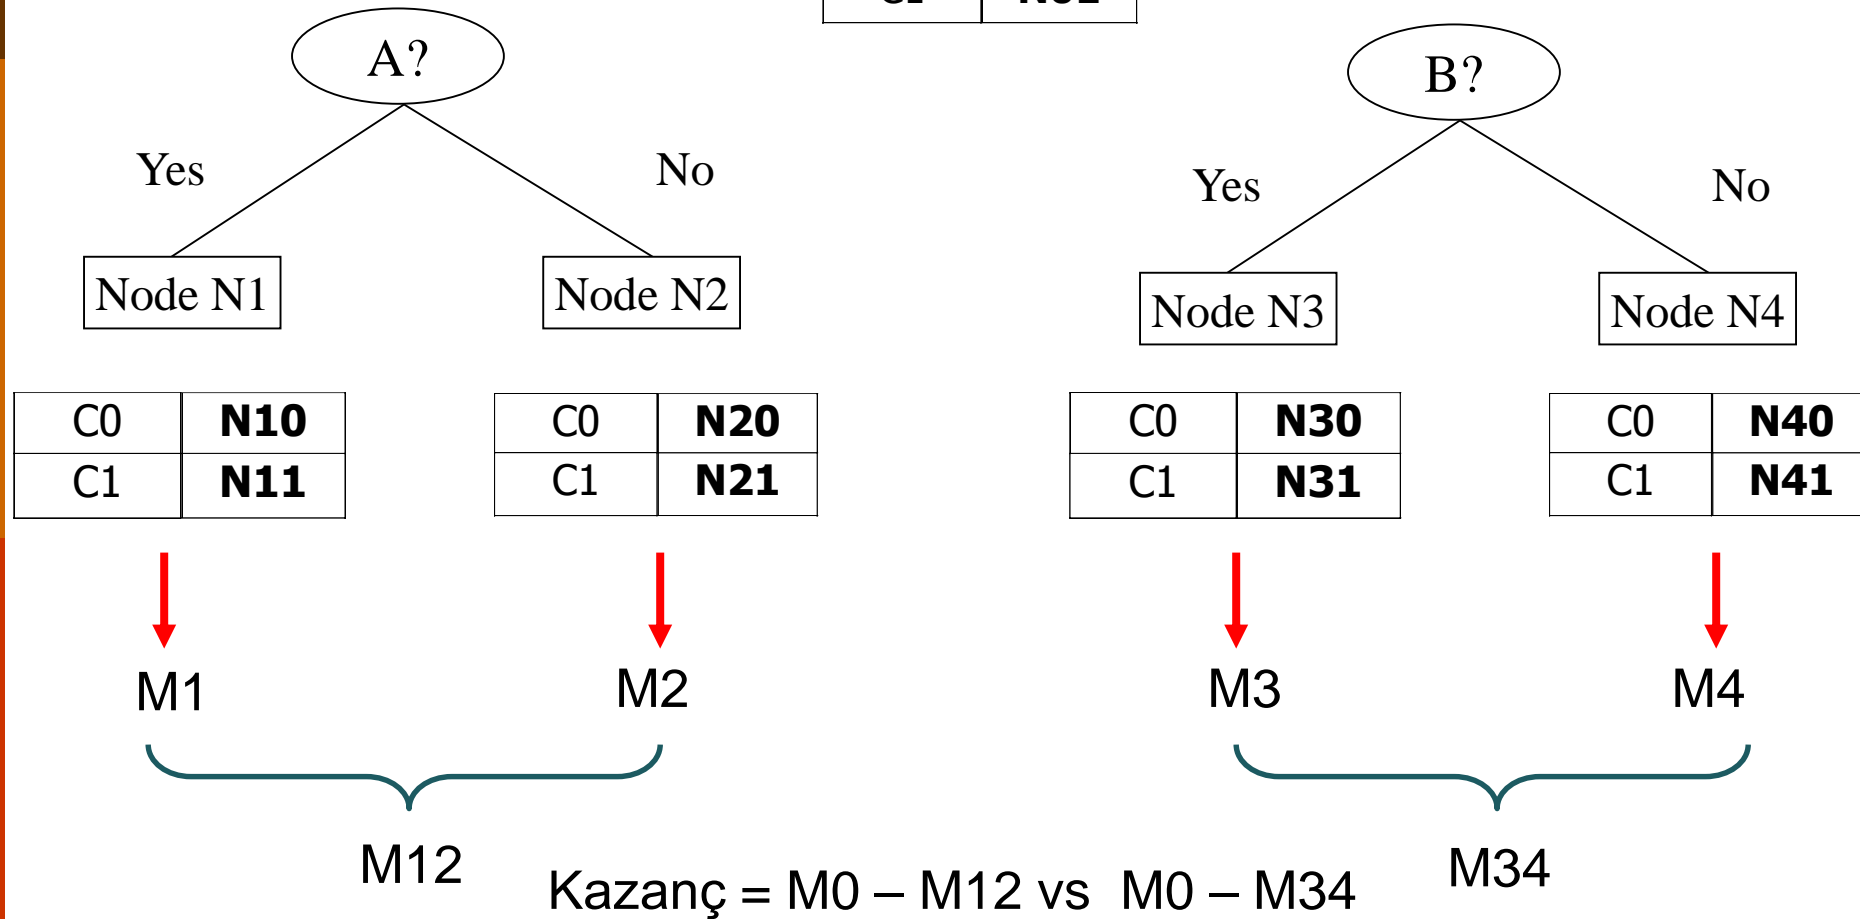 A?
B?
Yes
No
Yes
No
Node N1
Node N2
Node N3
Node N4
C0 N10
C1 N11
C0 N20
C1 N21
C0 N30
C1 N31
C0 N40
C1 N41
M1
M2
M3
M4
M12
M34
Kazanç = M0 – M12 vs M0 – M34